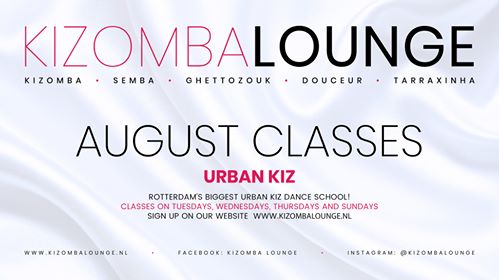 KIZOMBALOUNGE
KIZOMBA • SEMBA • GHETTOZOUK • DOUCEUR • TARRAXINHA
AUGUST CLASSES
URBAN KIZ
ROTTERDAM'S BIGGEST URBAN KIZ DANCE SCHOOL!
CLASSES ON TUESDAYS, WEDNESDAYS, THURSDAYS AND SUNDAYS
SIGN UP ON OUR WEBSITE WWW.KIZOMBALOUNGE.NL
WWW.KIZOMBALOUNGE.NL • FACEBOOK: KIZOMBA LOUNGE • INSTAGRAM: @KIZOMBALOUNGE